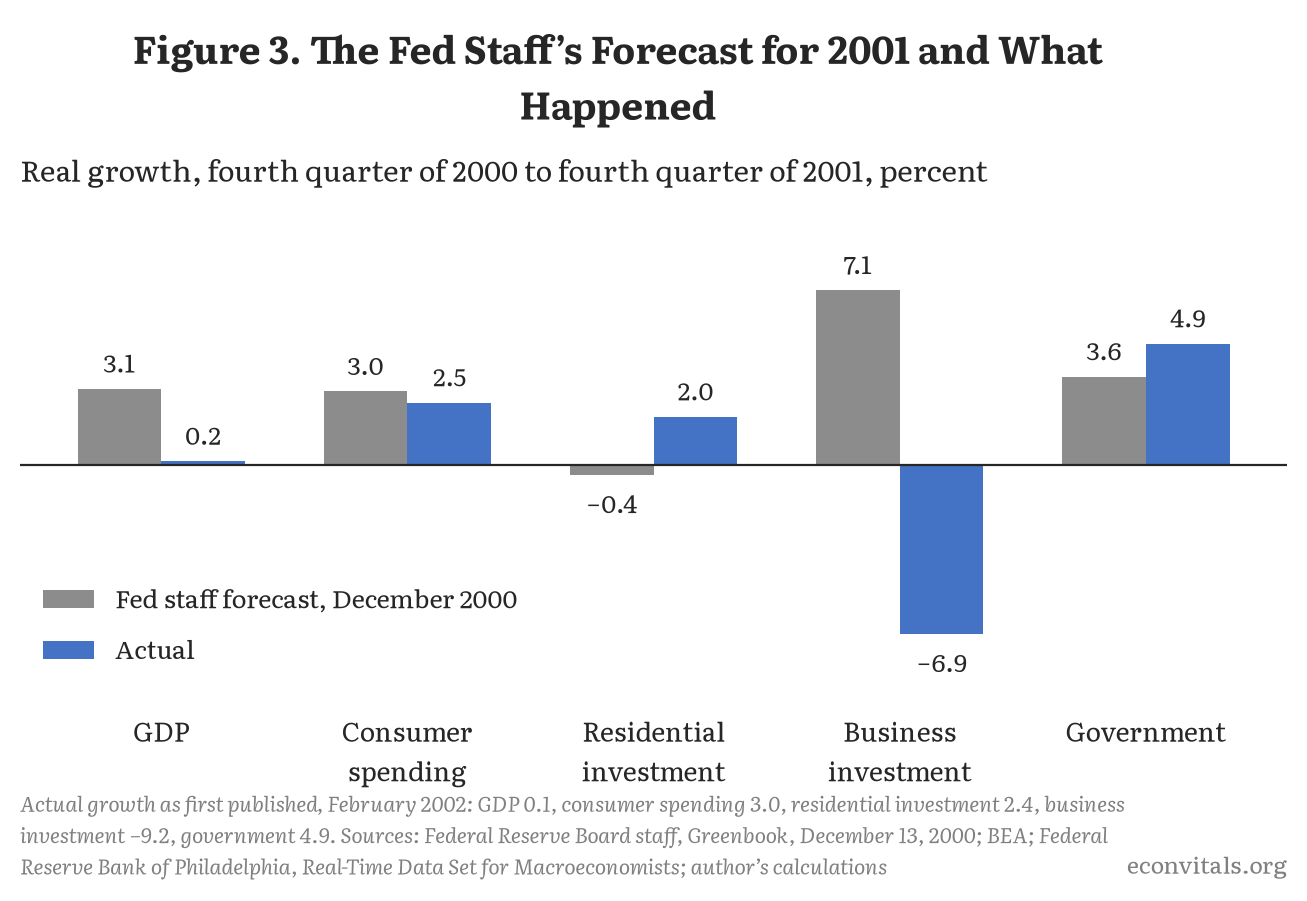 Figure 3. The Fed Staff’s Forecast for 2001 and What
Happened
Real growth, fourth quarter of 2000 to fourth quarter of 2001, percent
3.1
0.2
3.0
2.5
−0.4
2.0
7.1
−6.9
3.6
4.9
Fed staff forecast, December 2000
Actual
GDP
Consumer
spending
Residential
investment
Business
investment
Government
Actual growth as first published, February 2002: GDP 0.1, consumer spending 3.0, residential investment 2.4, business
investment −9.2, government 4.9. Sources: Federal Reserve Board staff, Greenbook, December 13, 2000; BEA; Federal
Reserve Bank of Philadelphia, Real-Time Data Set for Macroeconomists; author’s calculations
econvitals.org